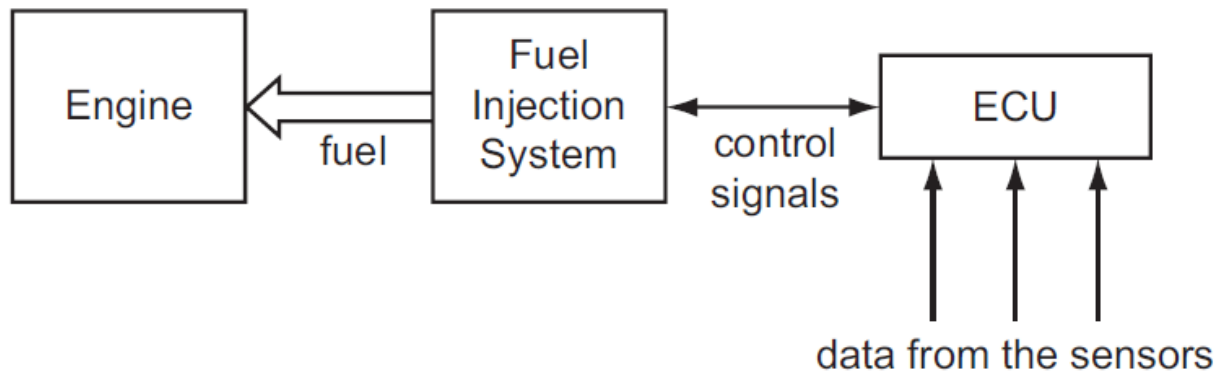 Engine
fuel
Fuel
Injection
System
control
signals
ECU
data from the sensors